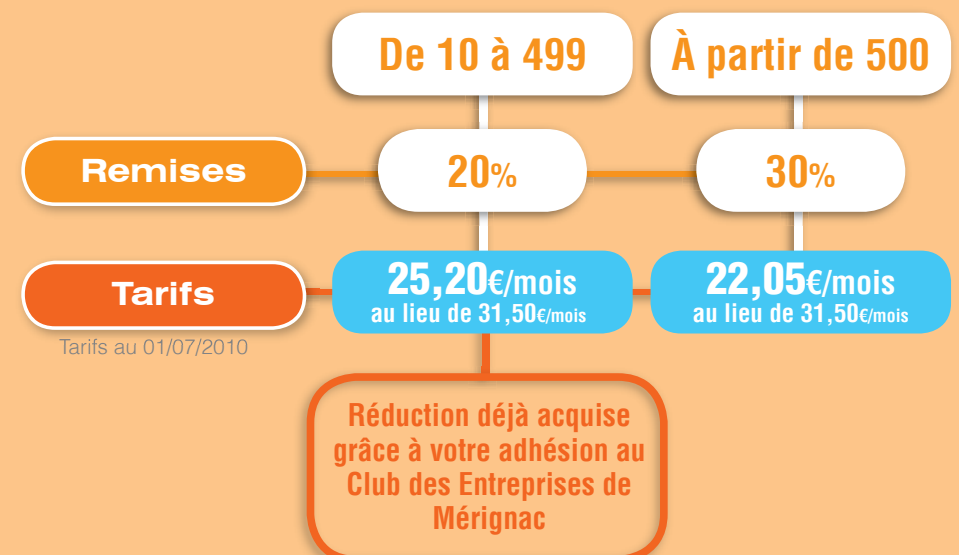 De 10 à 499
À partir de 500
Remises
20%
30%
Tarifs
25,20€/mois
au lieu de 31,50€/mois
22,05€/mois
au lieu de 31,50€/mois
Tarifs au 01/07/2010
Réduction déjà acquise
grâce à votre adhésion au
Club des Entreprises de
Mérignac